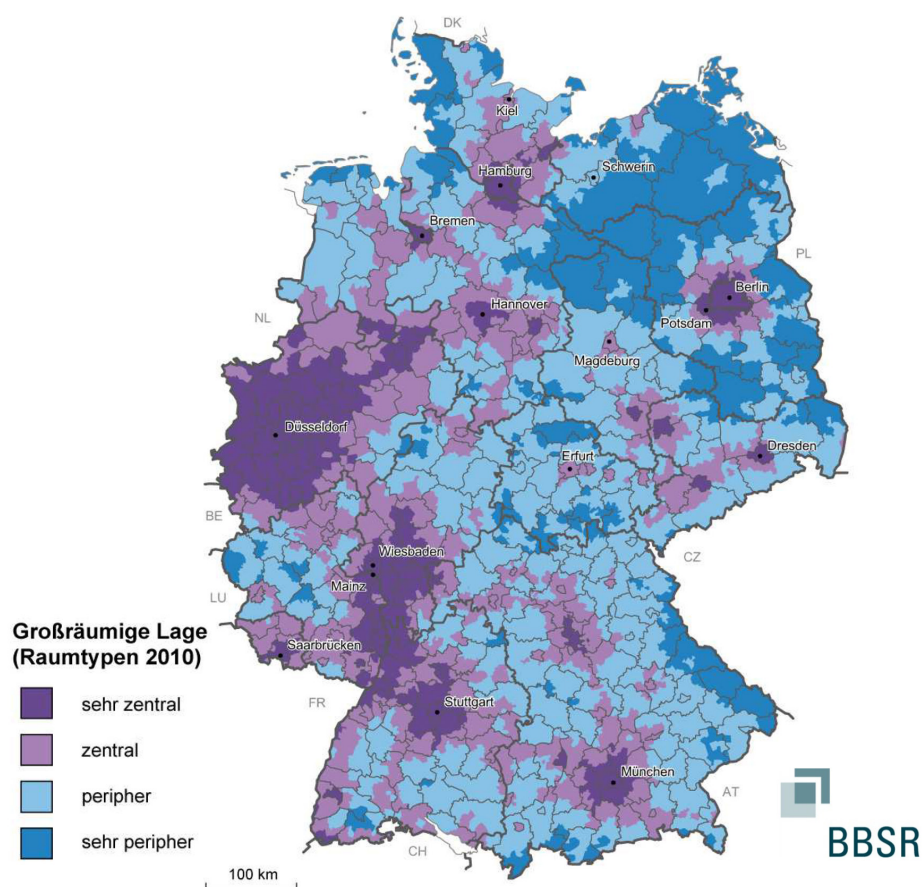 DK
Kiel
Schwerin
Hamburg
Bremen
PL
Berlin
Hannover
Potsdam
NL
Magdeburg
Düsseldorf
Dresden
Erfurt
BE
Wiesbaden
CZ
Mainz
LU
Großräumige Lage
(Raumtypen 2010)
Saarbrücken
sehr zentral
FR
Stuttgart
zentral
München
peripher
AT
sehr peripher
BBSR
CH
100 km